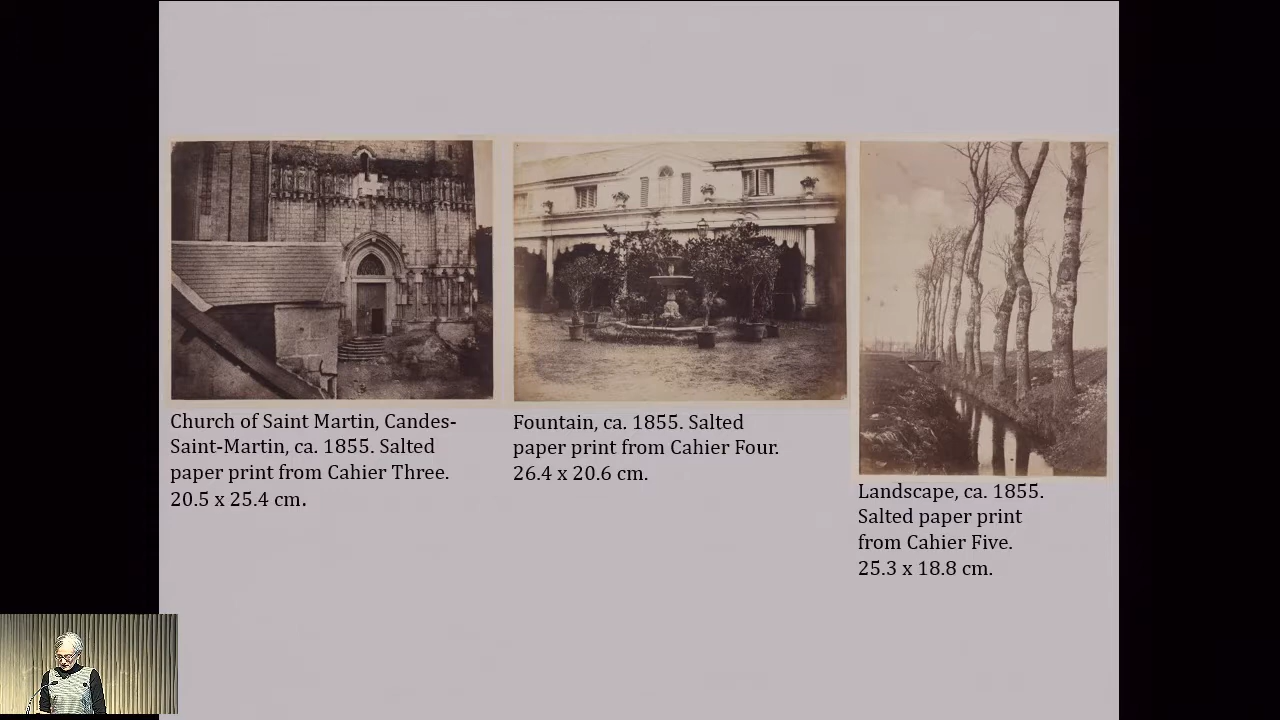 Church of Saint Martin, Candes-
Saint-Martin, ca. 1855. Salted
paper print from Cahier Three.
20.5 x 25.4 cm.
Fountain, ca. 1855. Salted
paper print from Cahier Four.
26.4 x 20.6 cm.
Landscape, ca. 1855.
Salted paper print
from Cahier Five.
25.3 x 18.8 cm.